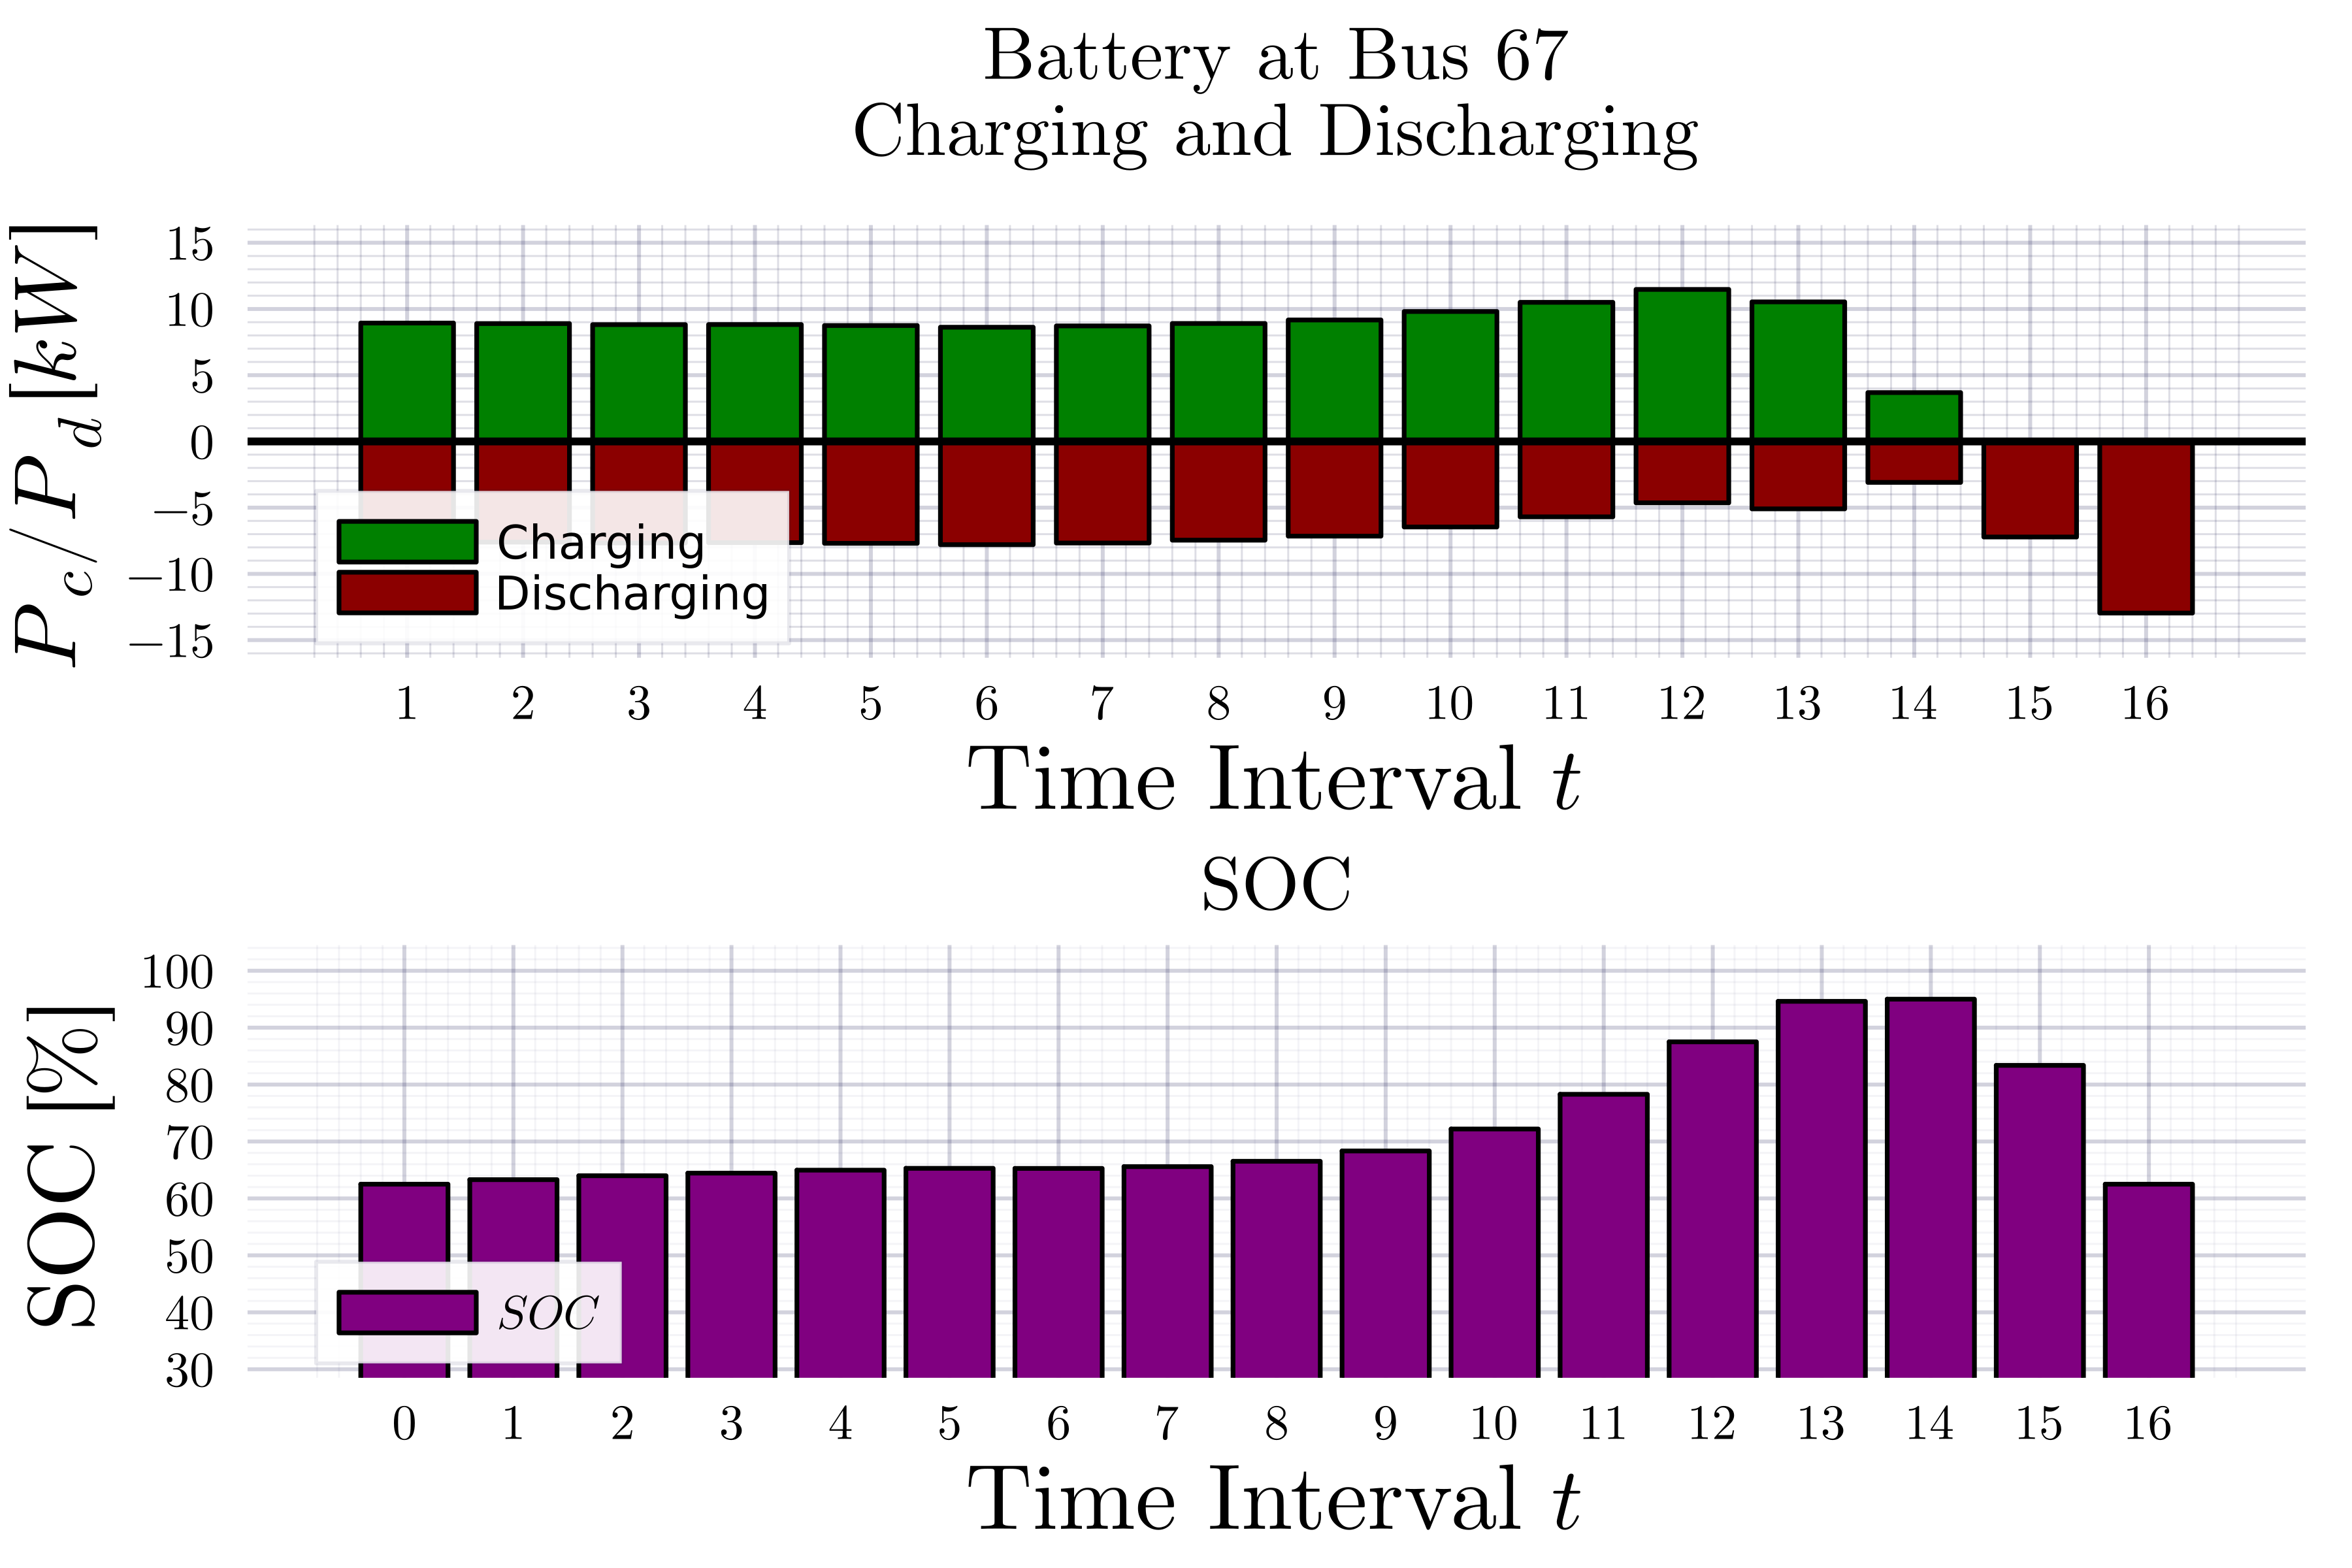 Battery at Bus 67
Charging and Discharging
P_c/P_d [kW]
15
10
5
0
−5
−10
−15
Charging
Discharging
1 2 3 4 5 6 7 8 9 10 11 12 13 14 15 16
Time Interval t
SOC
SOC [%]
100
90
80
70
60
50
40
30
SOC
0 1 2 3 4 5 6 7 8 9 10 11 12 13 14 15 16
Time Interval t